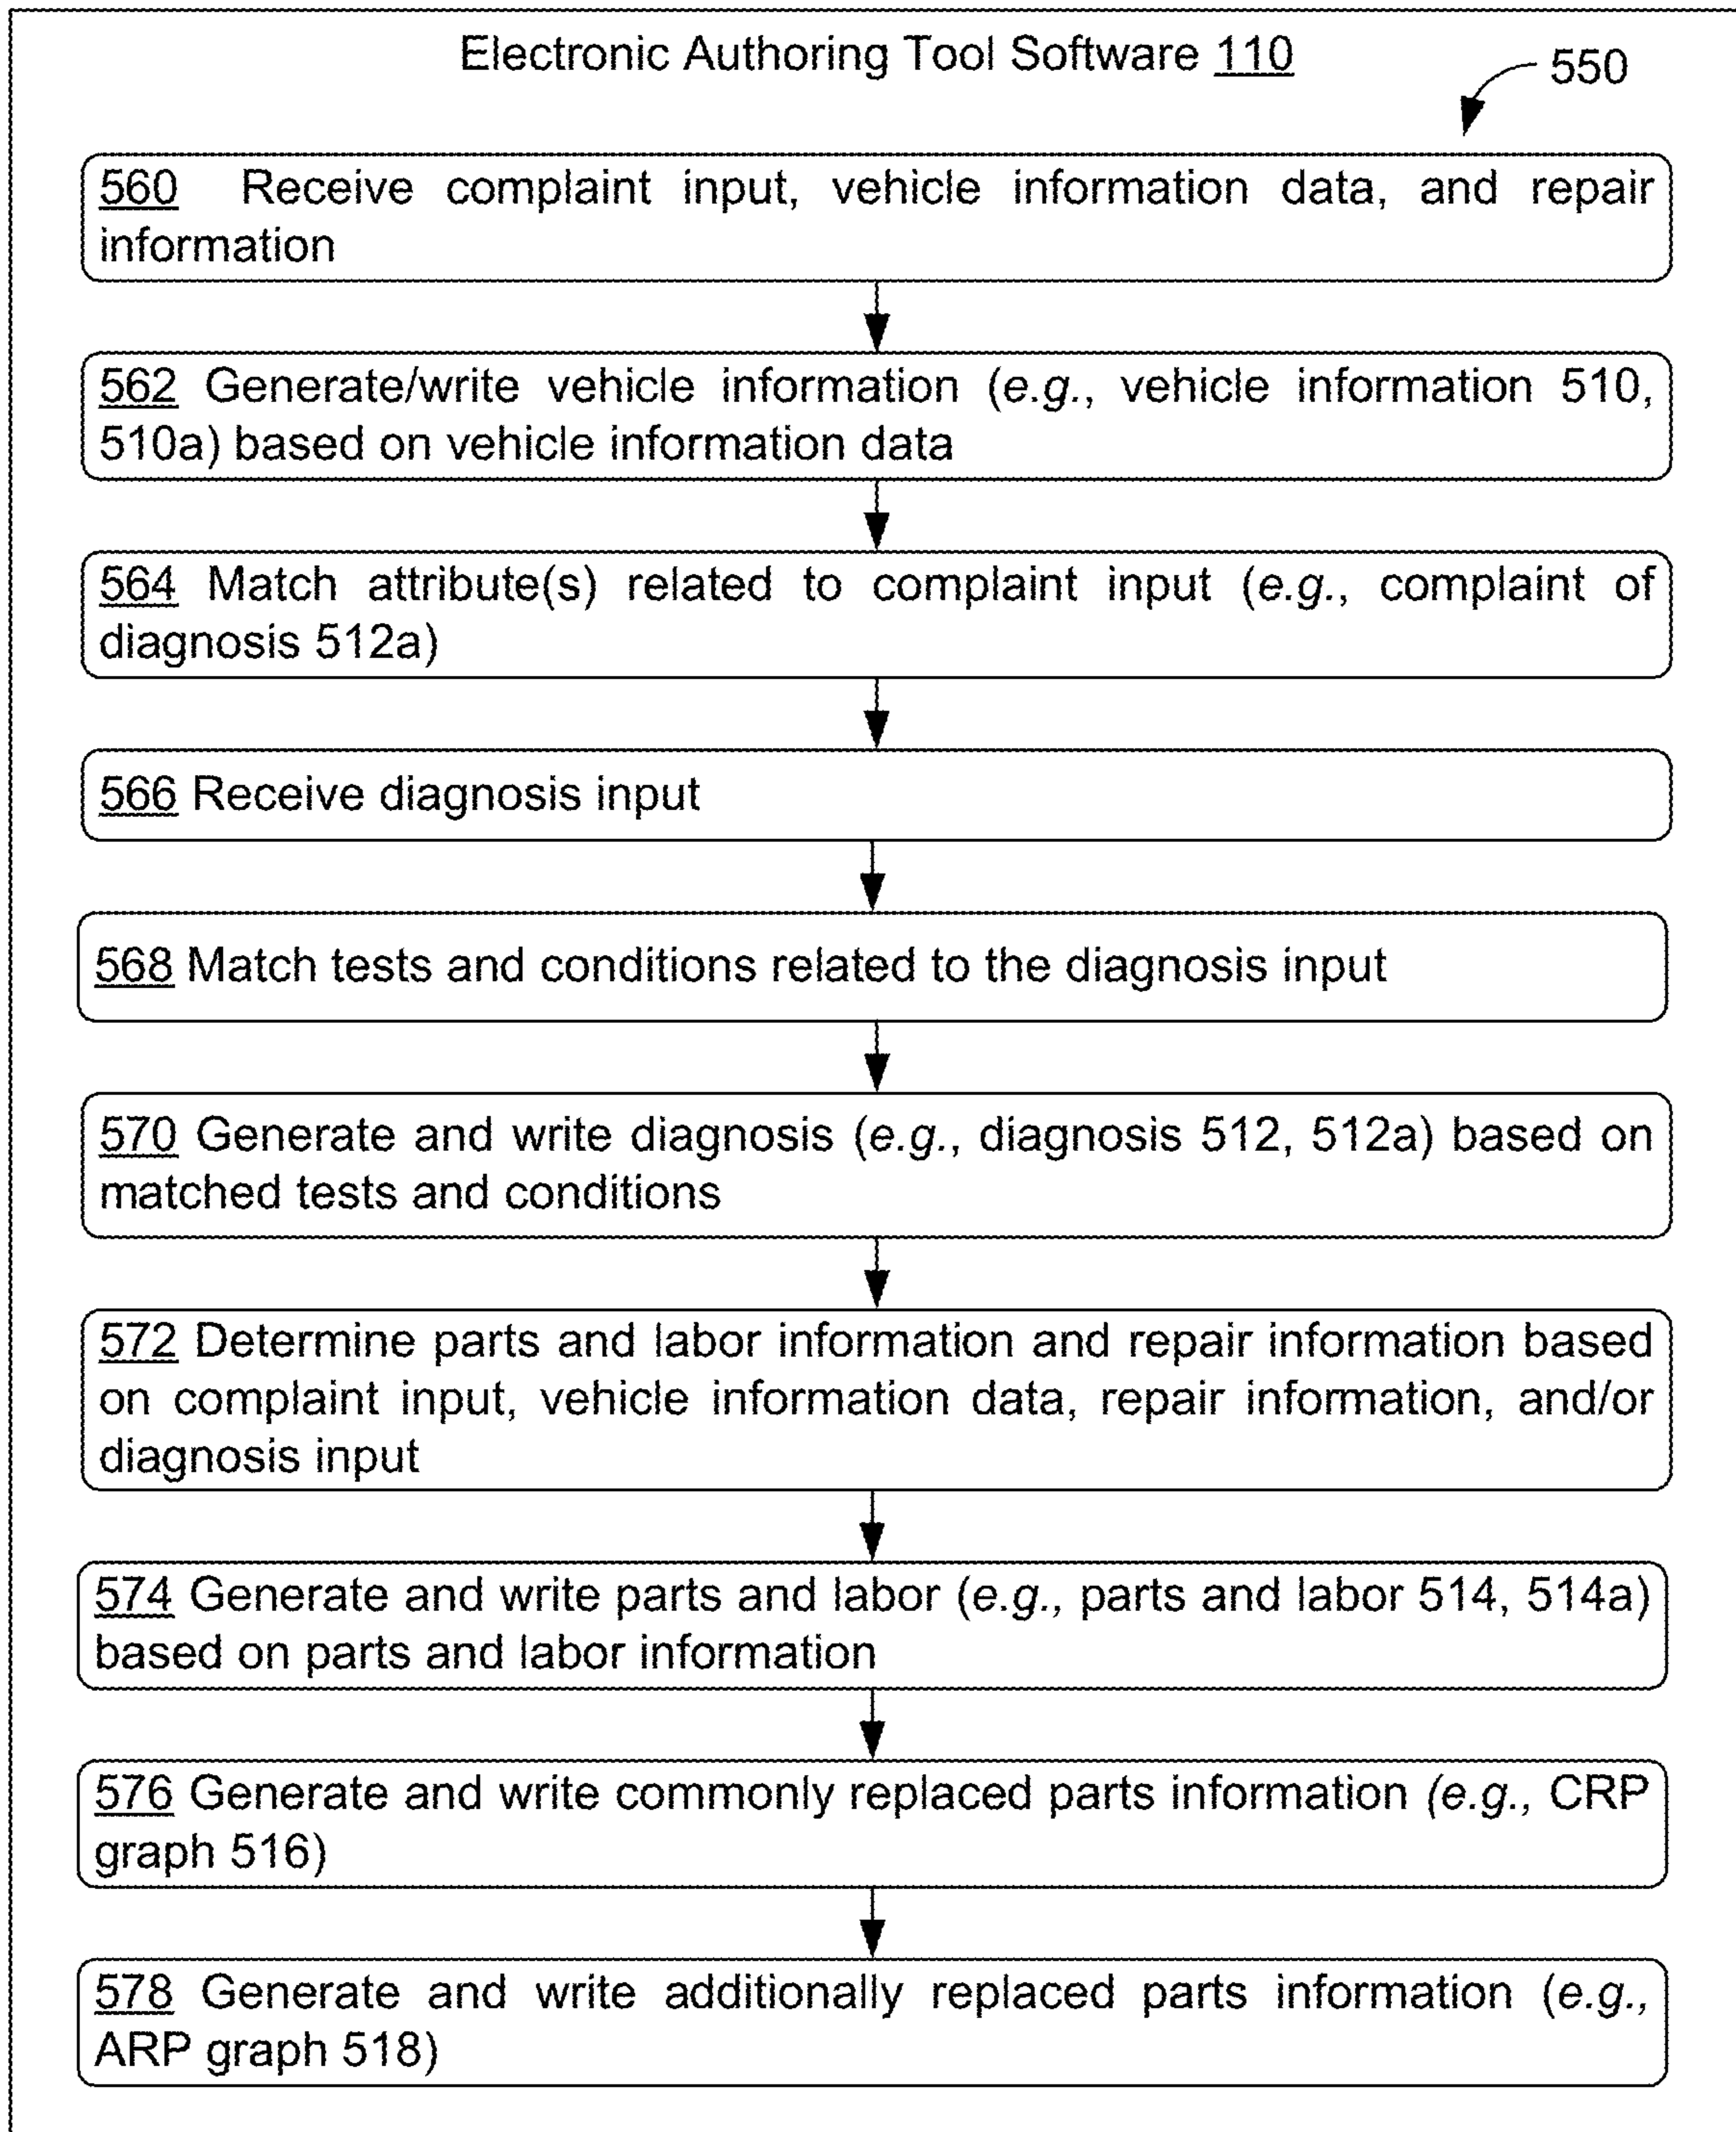 Electronic Authoring Tool Software 110
550
560 Receive complaint input, vehicle information data, and repair
information
562 Generate/write vehicle information (e.g., vehicle information 510,
510a) based on vehicle information data
564 Match attribute(s) related to complaint input (e.g., complaint of
diagnosis 512a)
566 Receive diagnosis input
568 Match tests and conditions related to the diagnosis input
570 Generate and write diagnosis (e.g., diagnosis 512, 512a) based on
matched tests and conditions
572 Determine parts and labor information and repair information based
on complaint input, vehicle information data, repair information, and/or
diagnosis input
574 Generate and write parts and labor (e.g., parts and labor 514, 514a)
based on parts and labor information
576 Generate and write commonly replaced parts information (e.g., CRP
graph 516)
578 Generate and write additionally replaced parts information (e.g.,
ARP graph 518)